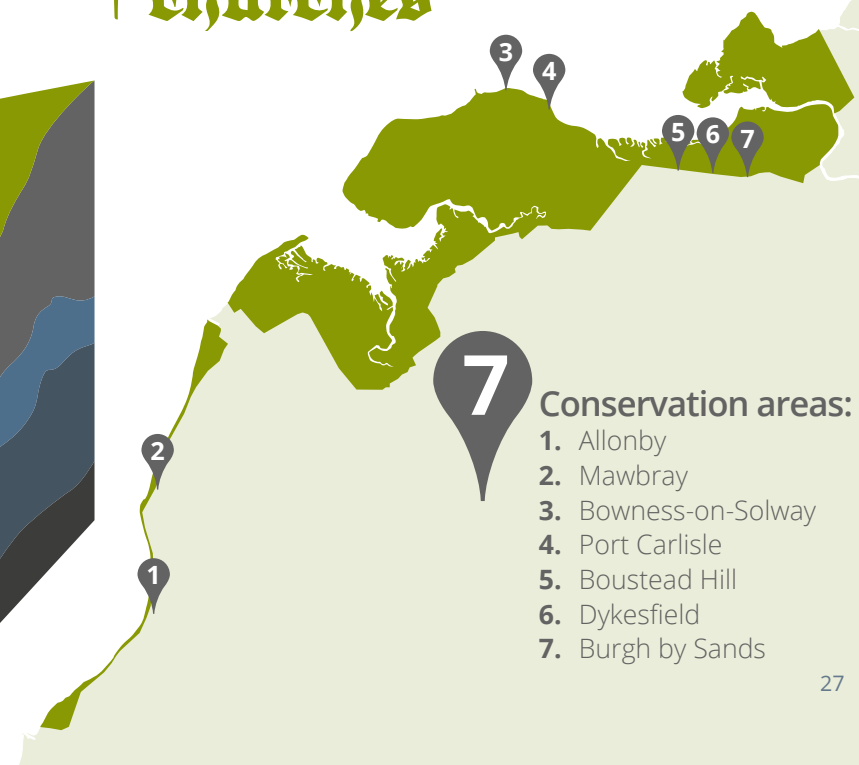 churches
3
4
5 6 7
2
1
7
Conservation areas:
1. Allonby
2. Mawbray
3. Bowness-on-Solway
4. Port Carlisle
5. Boustead Hill
6. Dykesfield
7. Burgh by Sands
27